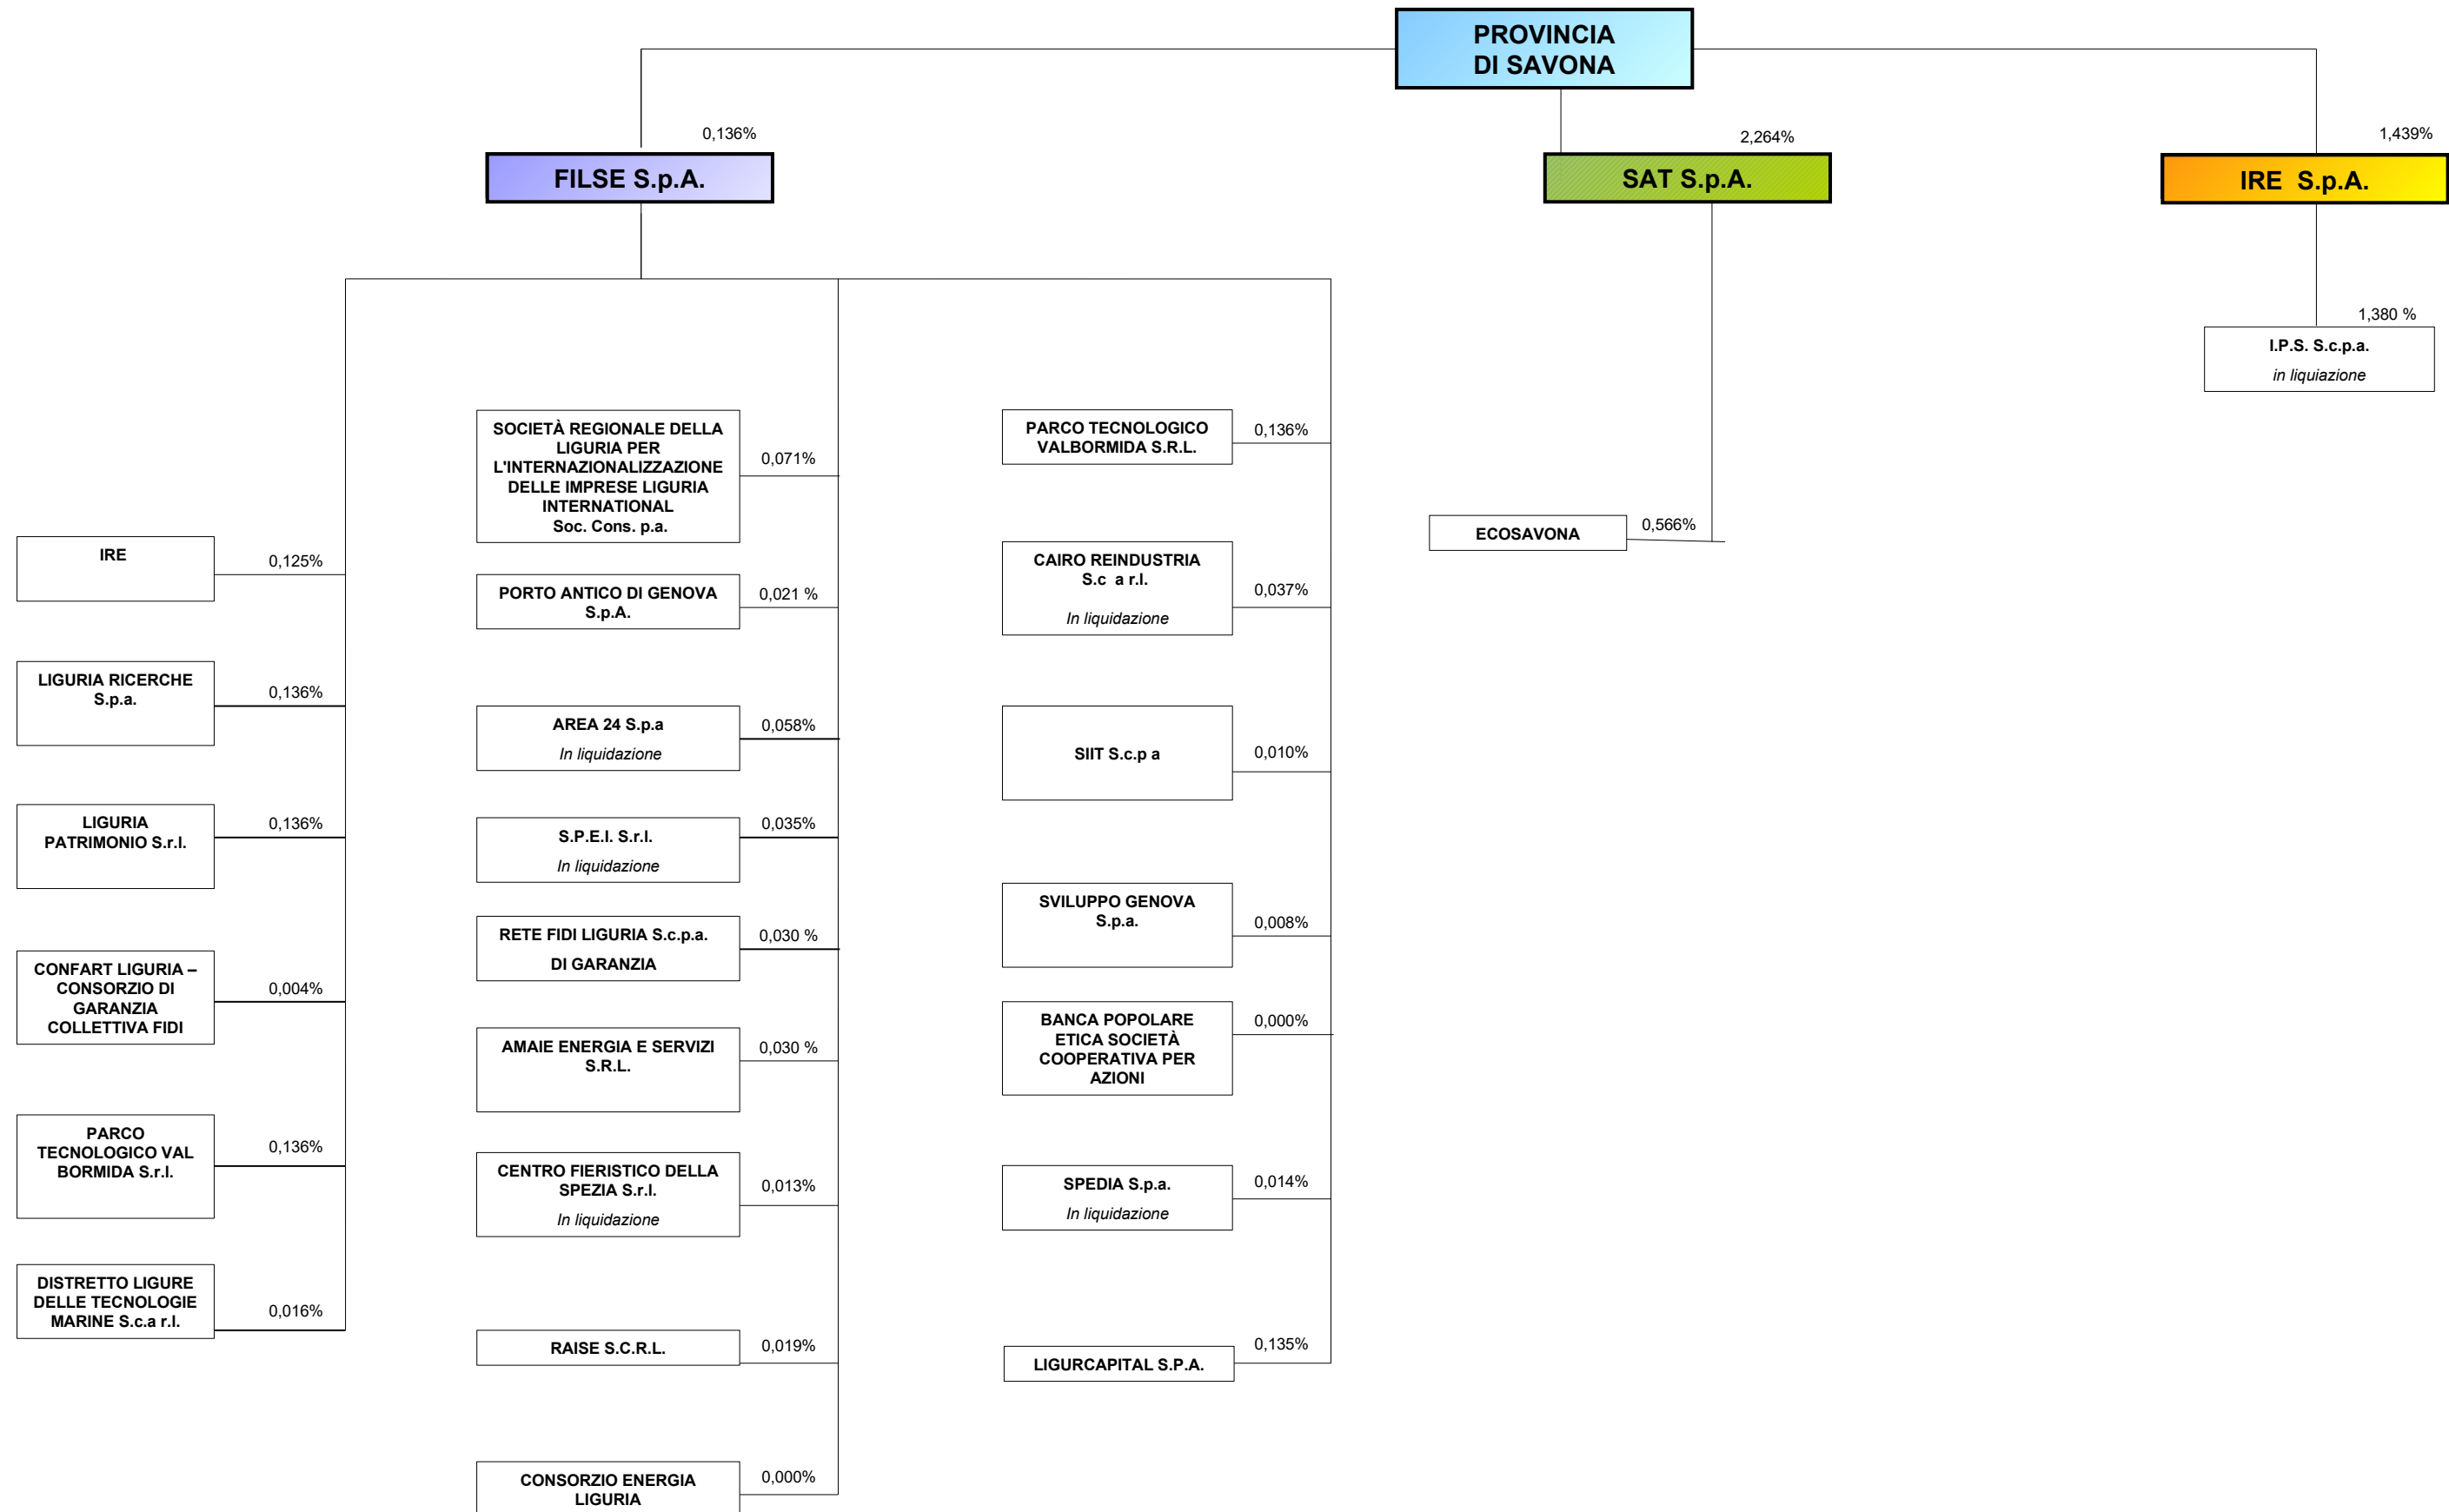 PROVINCIA
DI SAVONA
0,136%
FILSE S.p.A.
2,264%
SAT S.p.A.
1,439%
IRE S.p.A.
1,380 %
I.P.S. S.c.p.a.
in liquiazione
ECOSAVONA
0,566%
IRE
0,125%
LIGURIA RICERCHE
S.p.a.
0,136%
LIGURIA
PATRIMONIO S.r.l.
0,136%
CONFART LIGURIA –
CONSORZIO DI
GARANZIA
COLLETTIVA FIDI
0,004%
PARCO
TECNOLOGICO VAL
BORMIDA S.r.l.
0,136%
DISTRETTO LIGURE
DELLE TECNOLOGIE
MARINE S.c.a r.l.
0,016%
SOCIETÀ REGIONALE DELLA
LIGURIA PER
L'INTERNAZIONALIZZAZIONE
DELLE IMPRESE LIGURIA
INTERNATIONAL
Soc. Cons. p.a.
0,071%
PORTO ANTICO DI GENOVA
S.p.A.
0,021 %
AREA 24 S.p.a
In liquidazione
0,058%
S.P.E.I. S.r.l.
In liquidazione
0,035%
RETE FIDI LIGURIA S.c.p.a.
DI GARANZIA
0,030 %
AMAIE ENERGIA E SERVIZI
S.R.L.
0,030 %
CENTRO FIERISTICO DELLA
SPEZIA S.r.l.
In liquidazione
0,013%
RAISE S.C.R.L.
0,019%
CONSORZIO ENERGIA
LIGURIA
0,000%
PARCO TECNOLOGICO
VALBORMIDA S.R.L.
0,136%
CAIRO REINDUSTRIA
S.c a r.l.
In liquidazione
0,037%
SIIT S.c.p a
0,010%
SVILUPPO GENOVA
S.p.a.
0,008%
BANCA POPOLARE
ETICA SOCIETÀ
COOPERATIVA PER
AZIONI
0,000%
SPEDIA S.p.a.
In liquidazione
0,014%
LIGURCAPITAL S.P.A.
0,135%